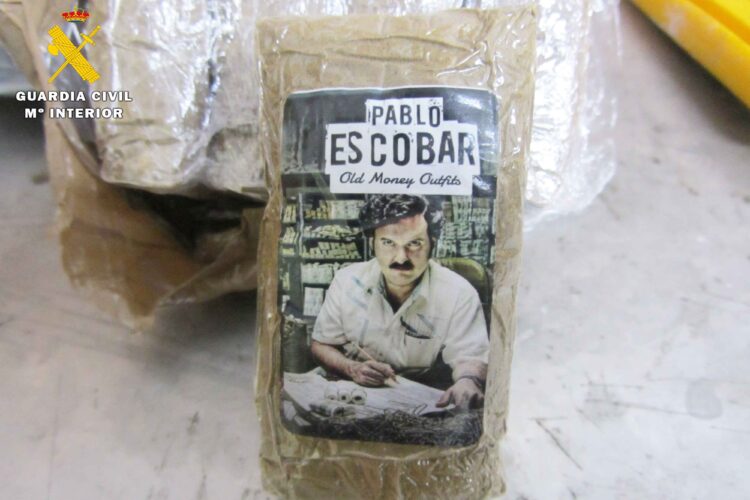 GUARDIA CIVIL
Mº INTERIOR
PABLO
ESCOBAR
Old Money Outfits